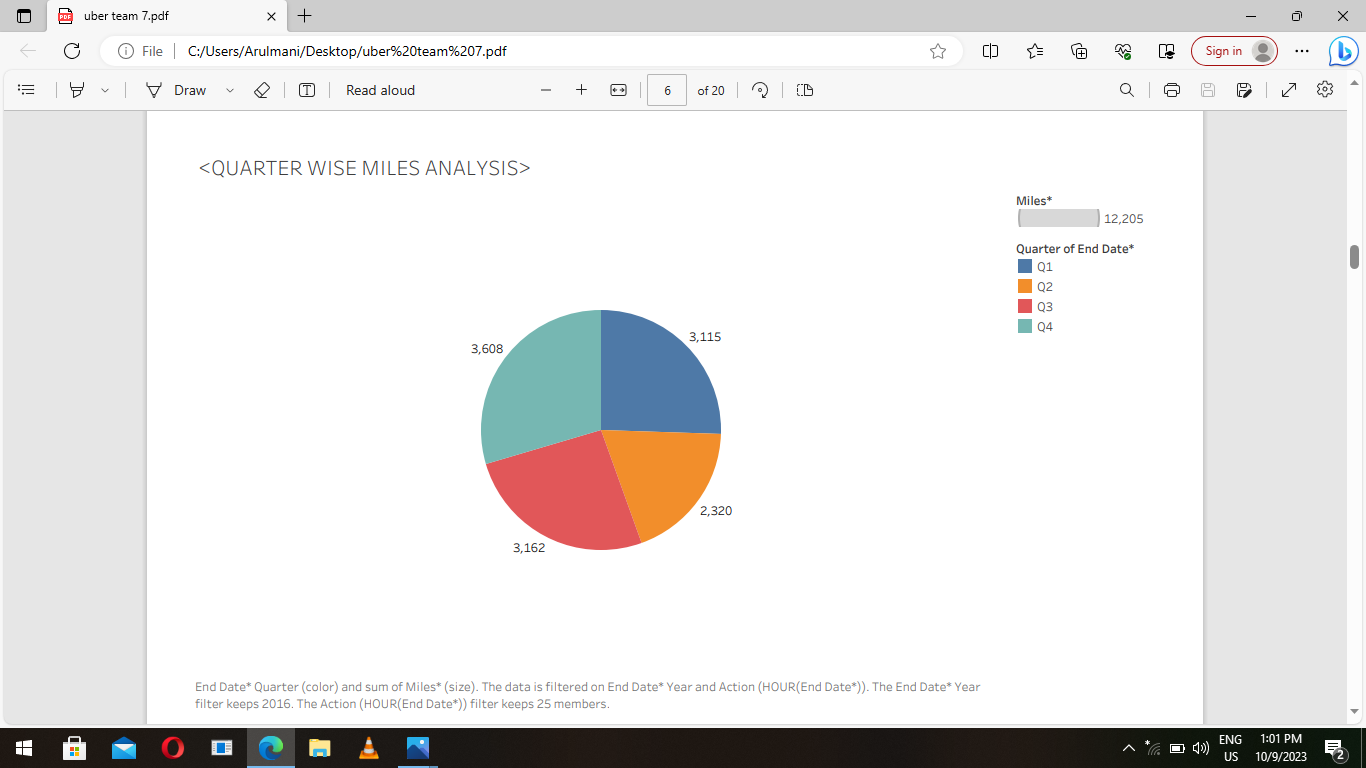 uber team 7.pdf
File
C:/Users/Arulmani/Desktop/uber%20team%207.pdf
Sign in
Draw
Read aloud
6
of 20
<QUARTER WISE MILES ANALYSIS>
Miles*
12,205
Quarter of End Date*
Q1
Q2
Q3
Q4
3,115
3,608
2,320
3,162
End Date* Quarter (color) and sum of Miles* (size). The data is filtered on End Date* Year and Action (HOUR(End Date*)). The End Date* Year
filter keeps 2016. The Action (HOUR(End Date*)) filter keeps 25 members.
ENG
US
1:01 PM
10/9/2023
2